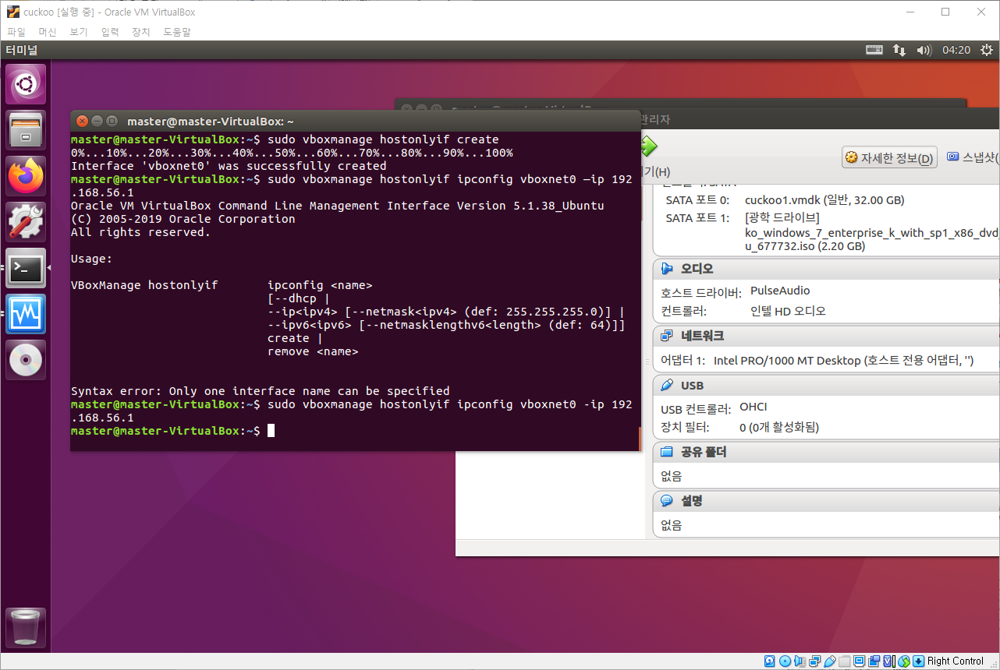 cuckoo [실행 중] - Oracle VM VirtualBox
파일 머신 보기 입력 장치 도움말
터미널
04:20
관리자
master@master-VirtualBox: ~
master@master-VirtualBox:~$ sudo vboxmanage hostonlyif create
0%...10%...20%...30%...40%...50%...60%...70%...80%...90%...100%
Interface 'vboxnet0' was successfully created
master@master-VirtualBox:~$ sudo vboxmanage hostonlyif ipconfig vboxnet0 –ip 192
.168.56.1
Oracle VM VirtualBox Command Line Management Interface Version 5.1.38_Ubuntu
(C) 2005-2019 Oracle Corporation
All rights reserved.
Usage:
VBoxManage hostonlyif ipconfig <name>
[--dhcp |
--ip<ipv4> [--netmask<ipv4> (def: 255.255.255.0)] |
--ipv6<ipv6> [--netmasklengthv6<length> (def: 64)]]
create |
remove <name>
Syntax error: Only one interface name can be specified
master@master-VirtualBox:~$ sudo vboxmanage hostonlyif ipconfig vboxnet0 -ip 192
.168.56.1
master@master-VirtualBox:~$
기(H)
자세한 정보(D)
스냅샷(
SATA 포트 0: cuckoo1.vmdk (일반, 32.00 GB)
SATA 포트 1: [광학 드라이브]
ko_windows_7_enterprise_k_with_sp1_x86_dvd_
u_677732.iso (2.20 GB)
오디오
호스트 드라이버: PulseAudio
컨트롤러: 인텔 HD 오디오
네트워크
어댑터 1: Intel PRO/1000 MT Desktop (호스트 전용 어댑터, '')
USB
USB 컨트롤러: OHCI
장치 필터: 0 (0개 활성화됨)
공유 폴더
없음
설명
없음
Right Control